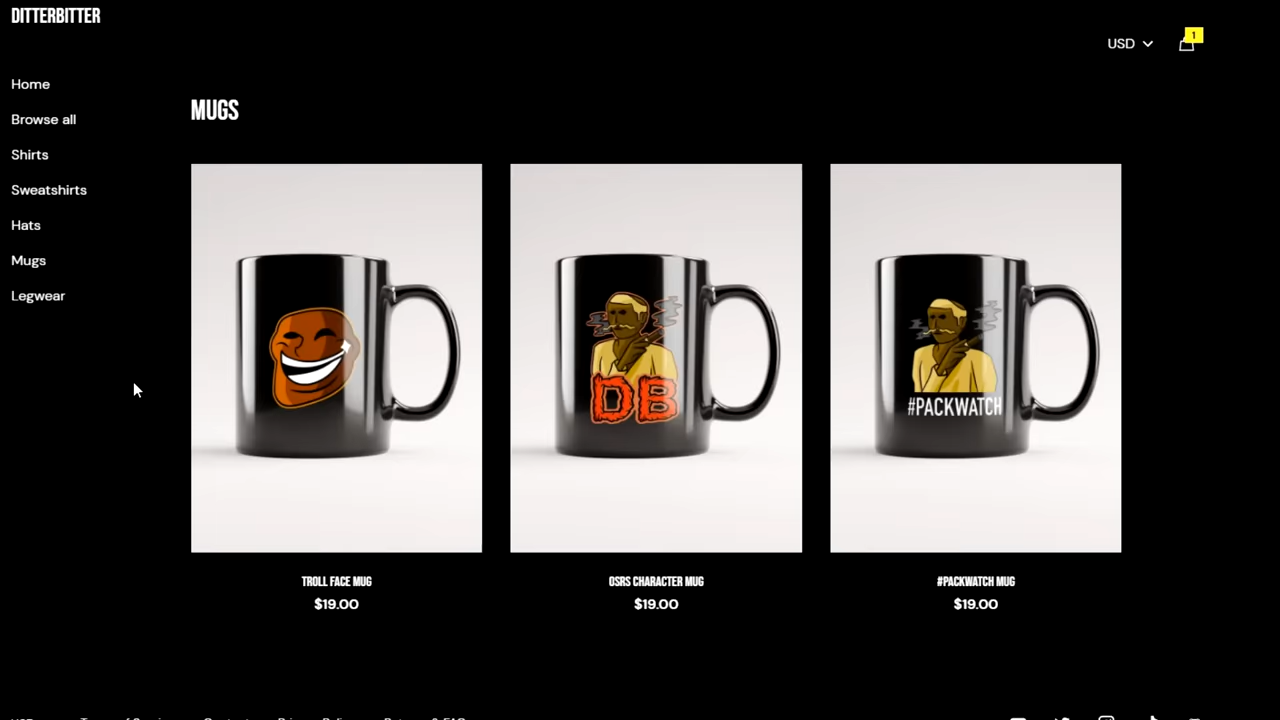 DITTERBITTER
USD
1
Home
Browse all
Shirts
Sweatshirts
Hats
Mugs
Legwear
MUGS
DB
#PACKWATCH
TROLL FACE MUG
OSRS CHARACTER MUG
#PACKWATCH MUG
$19.00
$19.00
$19.00